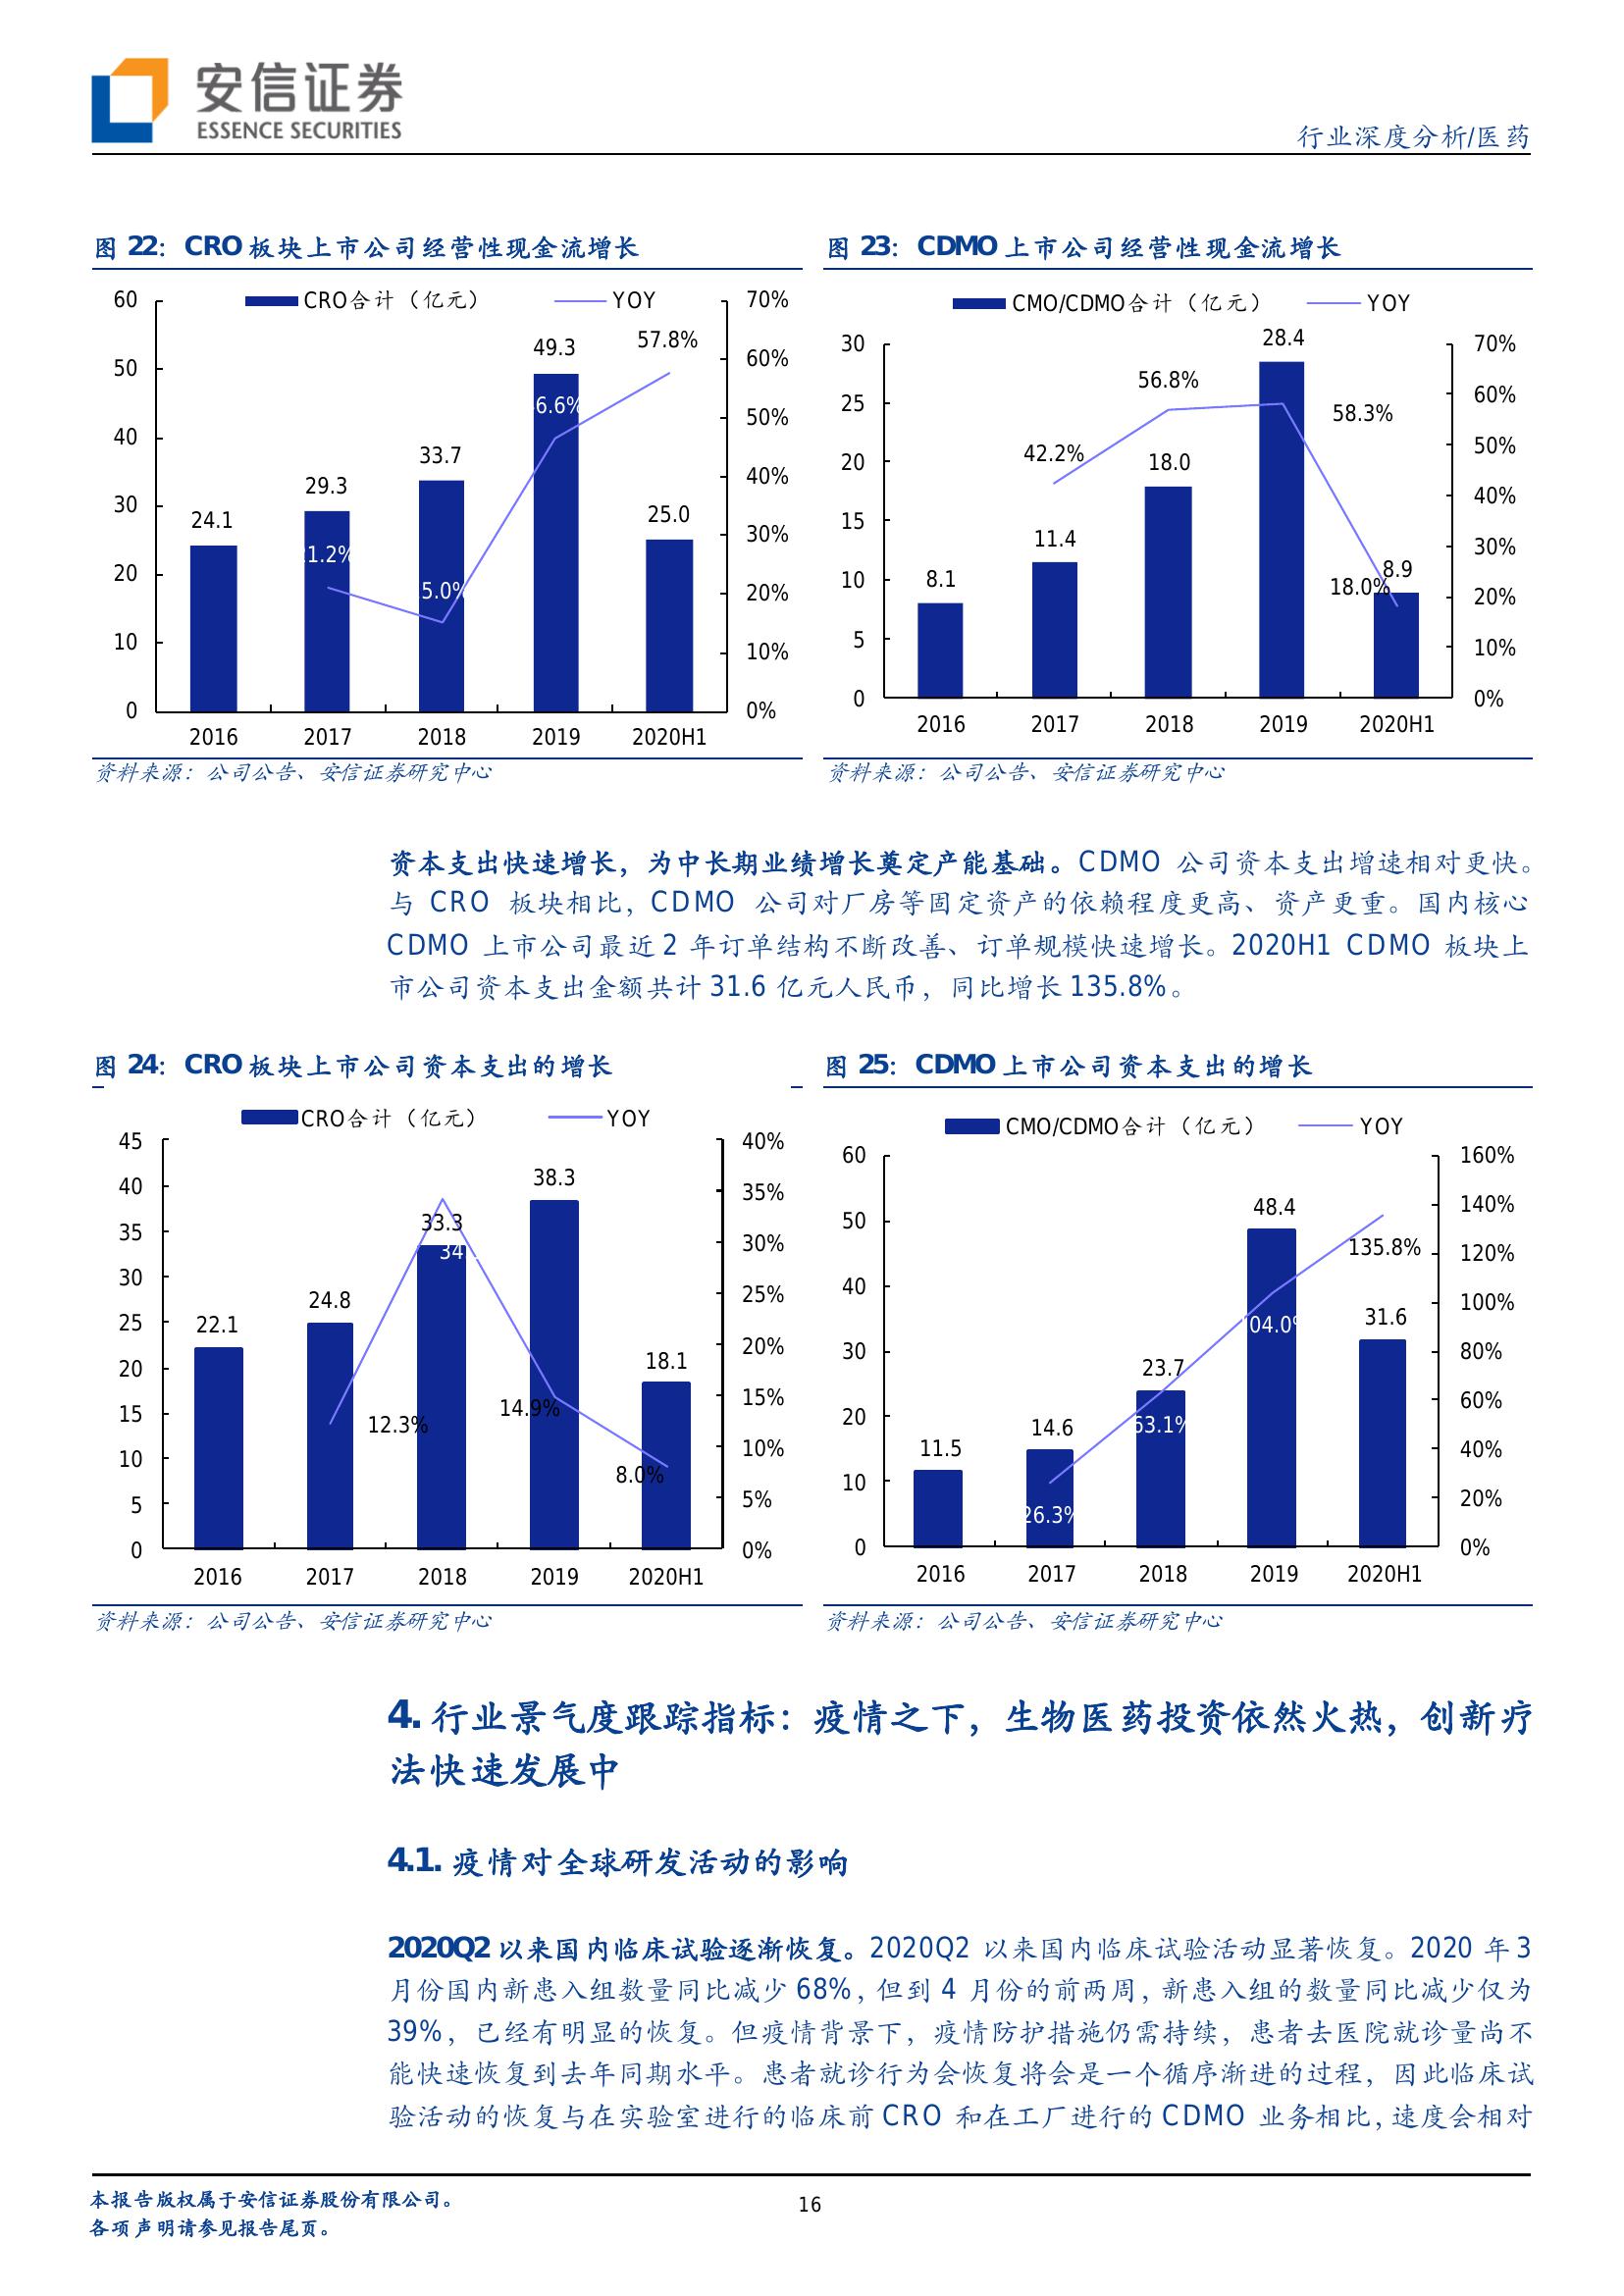 安信证券
ESSENCE SECURITIES
行业深度分析/医药
图 22：CRO 板块上市公司经营性现金流增长
CRO合计（亿元） YOY
60 50 40 30 20 10 0
70% 60% 50% 40% 30% 20% 10% 0%
24.1 29.3 33.7 49.3 25.0
57.8%
2016 2017 2018 2019 2020H1
资料来源：公司公告、安信证券研究中心
图 23：CDMO 上市公司经营性现金流增长
CMO/CDMO合计（亿元） YOY
30 25 20 15 10 5 0
70% 60% 50% 40% 30% 20% 10% 0%
8.1 11.4 18.0 28.4 8.9
42.2% 56.8% 58.3% 18.0%
2016 2017 2018 2019 2020H1
资料来源：公司公告、安信证券研究中心
资本支出快速增长，为中长期业绩增长奠定产能基础。CDMO 公司资本支出增速相对更快。
与 CRO 板块相比，CDMO 公司对厂房等固定资产的依赖程度更高、资产更重。国内核心
CDMO 上市公司最近 2 年订单结构不断改善、订单规模快速增长。2020H1 CDMO 板块上
市公司资本支出金额共计 31.6 亿元人民币，同比增长 135.8%。
图 24：CRO 板块上市公司资本支出的增长
CRO合计（亿元） YOY
45 40 35 30 25 20 15 10 5 0
40% 35% 30% 25% 20% 15% 10% 5% 0%
22.1 24.8 33.3 38.3 18.1
12.3% 34 14.9% 8.0%
2016 2017 2018 2019 2020H1
资料来源：公司公告、安信证券研究中心
图 25：CDMO 上市公司资本支出的增长
CMO/CDMO合计（亿元） YOY
60 50 40 30 20 10 0
160% 140% 120% 100% 80% 60% 40% 20% 0%
11.5 14.6 23.7 48.4 31.6
26.3% 63.1% 135.8%
2016 2017 2018 2019 2020H1
资料来源：公司公告、安信证券研究中心
4. 行业景气度跟踪指标：疫情之下，生物医药投资依然火热，创新疗
法快速发展中
4.1. 疫情对全球研发活动的影响
2020Q2 以来国内临床试验逐渐恢复。2020Q2 以来国内临床试验活动显著恢复。2020 年 3
月份国内新患入组数量同比减少 68%，但到 4 月份的前两周，新患入组的数量同比减少仅为
39%，已经有明显的恢复。但疫情背景下，疫情防护措施仍需持续，患者去医院就诊量尚不
能快速恢复到去年同期水平。患者就诊行为会恢复将会是一个循序渐进的过程，因此临床试
验活动的恢复与在实验室进行的临床前 CRO 和在工厂进行的 CDMO 业务相比，速度会相对
本报告版权属于安信证券股份有限公司。
各项声明请参见报告尾页。
16